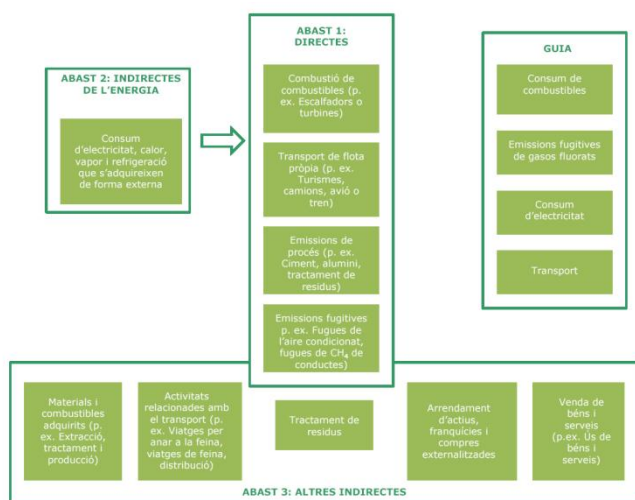 ABAST 1:
DIRECTES
Combustió de
combustibles (p.
ex. Escalfadors o
turbines)
Transport de flota
pròpia (p. ex.
Turismes,
camions, avió o
tren)
Emissions de
procés (p. ex.
Ciment, alumini,
tractament de
residus)
Emissions fugitives
p. ex. Fugues de
l'aire condicionat,
fugues de CH₄ de
conductes)
ABAST 2: INDIRECTES
DE L'ENERGIA
Consum
d'electricitat, calor,
vapor i refrigeració
que s'adquireixen
de forma externa
GUIA
Consum de
combustibles
Emissions fugitives
de gasos fluorats
Consum
d'electricitat
Transport
Materials i
combustibles
adquirits (p.
ex. Extracció,
tractament i
producció)
Activitats
relacionades amb
el transport (p.
ex. Viatges per
anar a la feina,
viatges de feina,
distribució)
Tractament de
residus
Arrendament
d'actius,
franquícies i
compres
externalitzades
Venda de
béns i
serveis
(p.ex. Ús de
béns i
serveis)
ABAST 3: ALTRES INDIRECTES